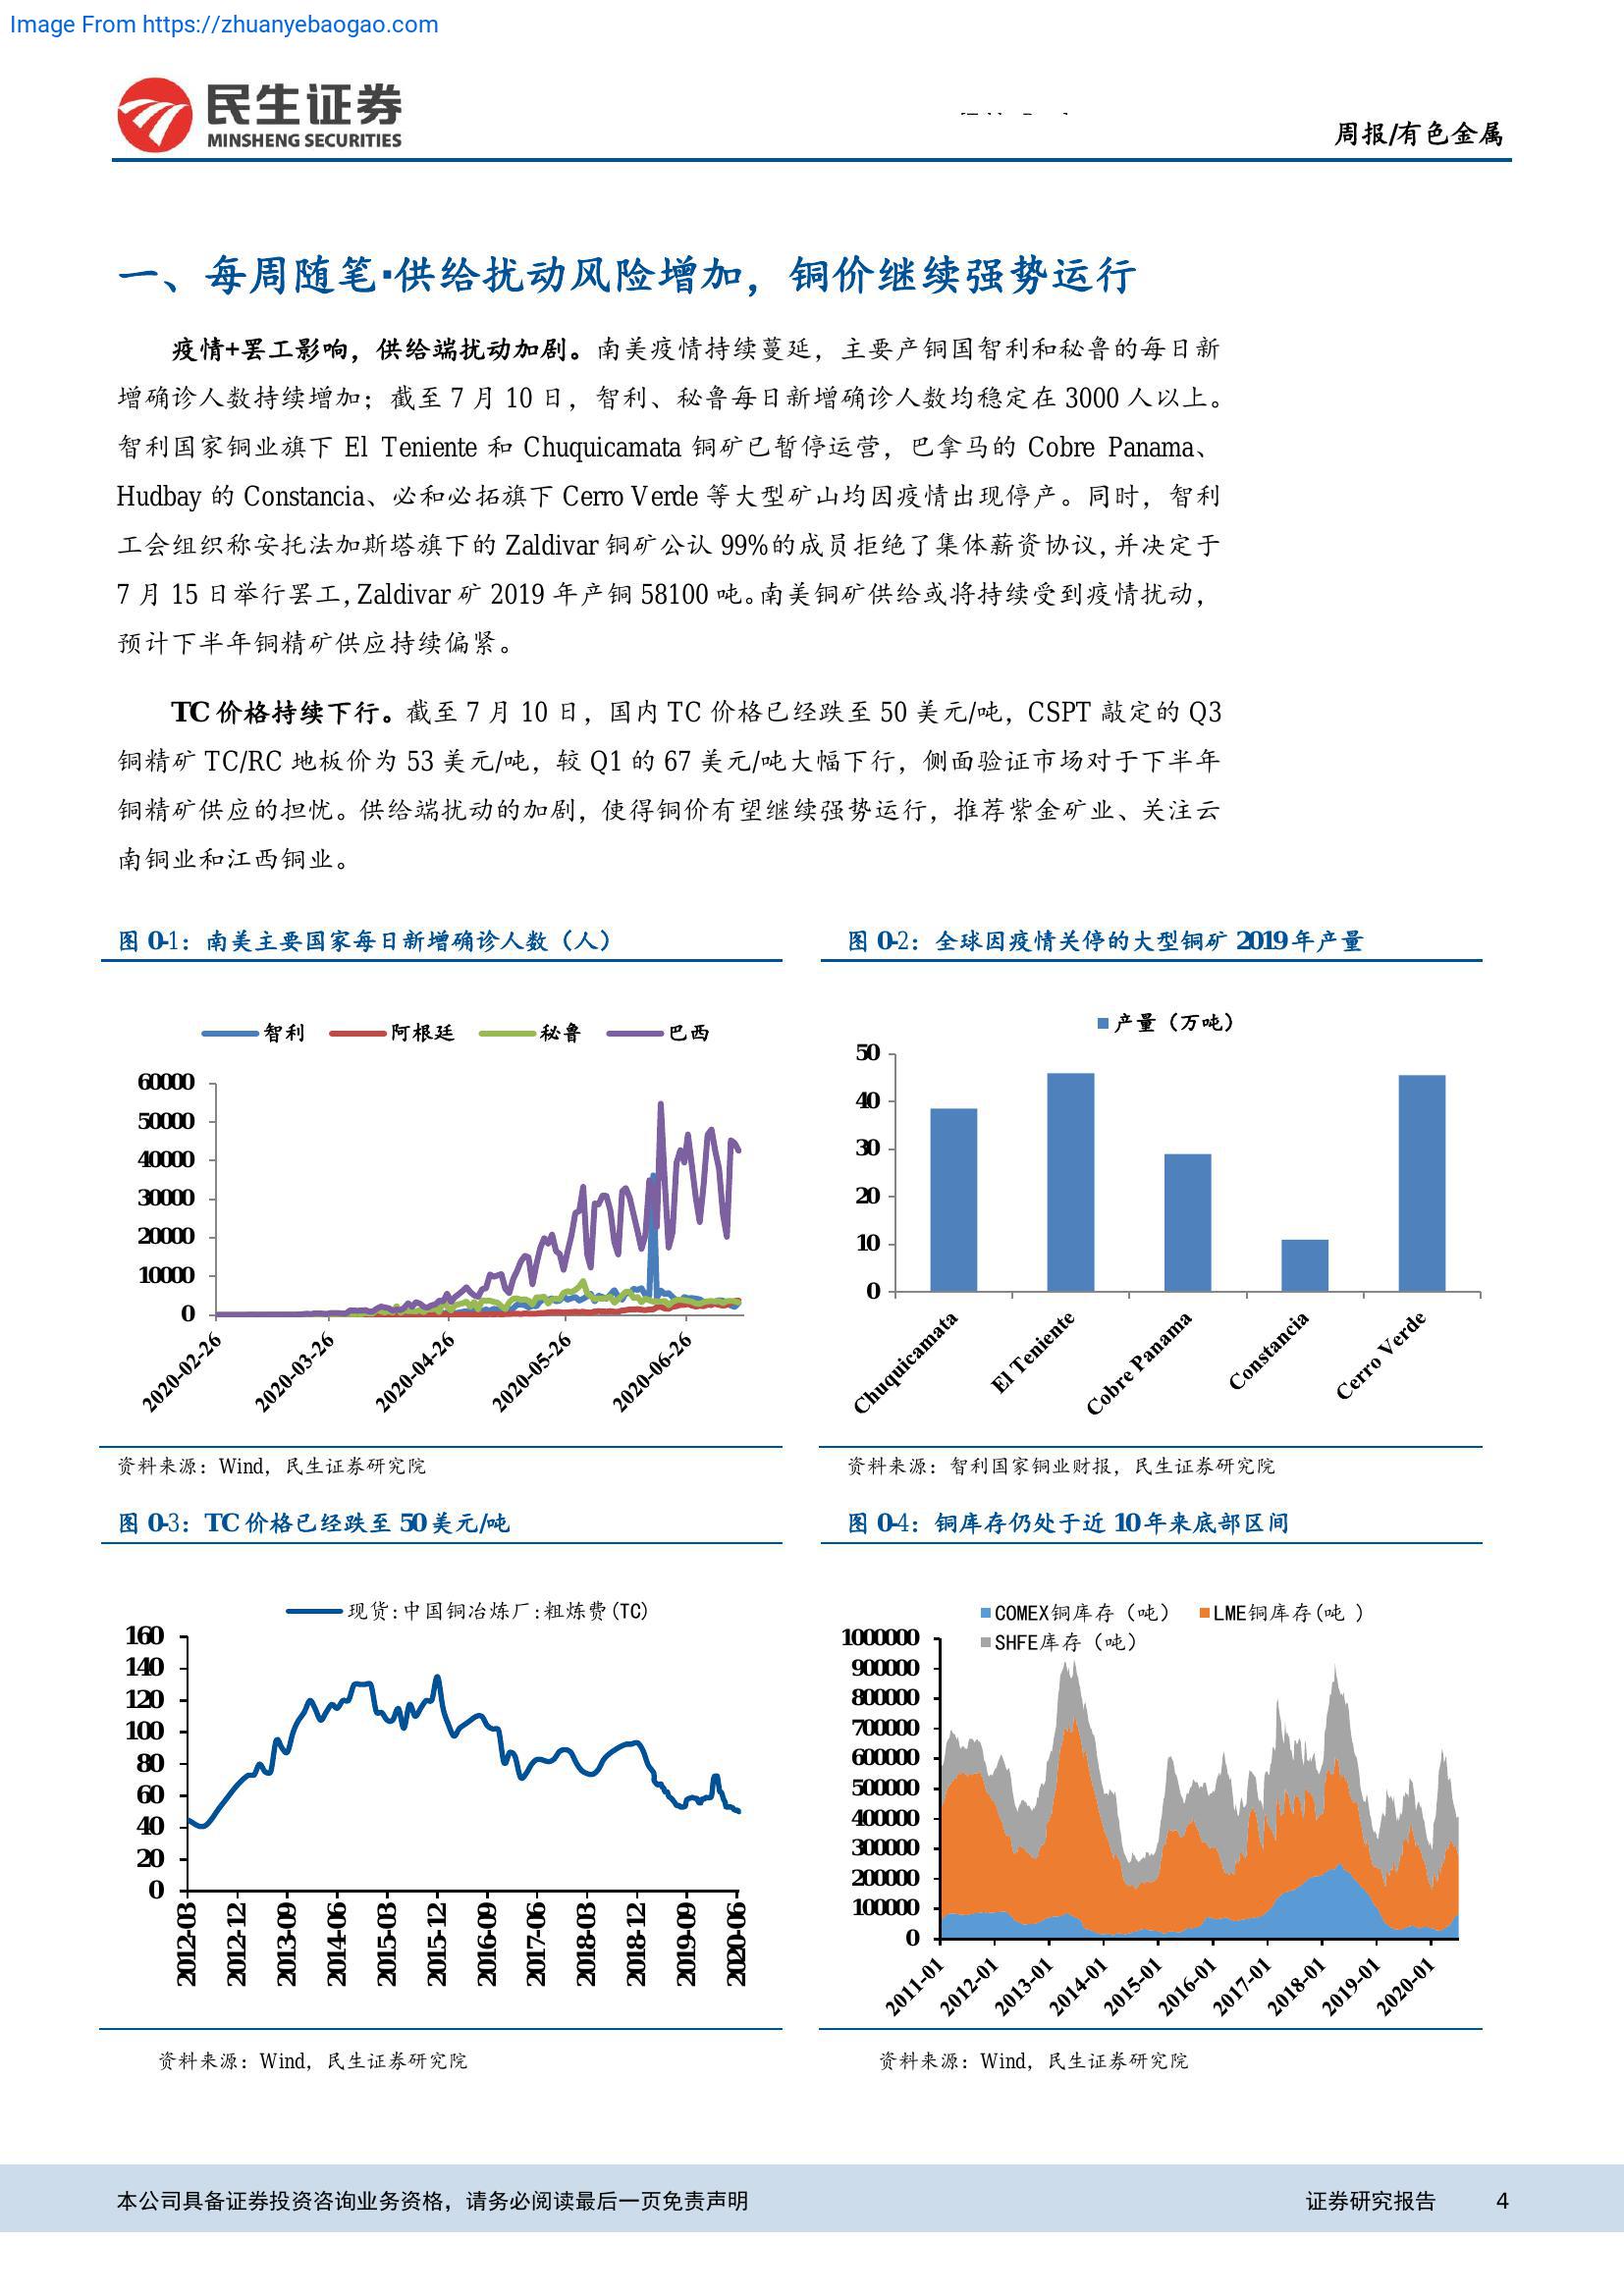 Image From https://zhuanyebaogao.com
民生证券
MINSHENG SECURITIES
周报/有色金属
一、每周随笔·供给扰动风险增加，铜价继续强势运行
疫情+罢工影响，供给端扰动加剧。南美疫情持续蔓延，主要产铜国智利和秘鲁的每日新
增确诊人数持续增加；截至 7 月 10 日，智利、秘鲁每日新增确诊人数均稳定在 3000 人以上。
智利国家铜业旗下 El Teniente 和 Chuquicamata 铜矿已暂停运营，巴拿马的 Cobre Panama、
Hudbay 的 Constancia、必和必拓旗下 Cerro Verde 等大型矿山均因疫情出现停产。同时，智利
工会组织称安托法加斯塔旗下的 Zaldivar 铜矿公认 99%的成员拒绝了集体薪资协议，并决定于
7 月 15 日举行罢工，Zaldivar 矿 2019 年产铜 58100 吨。南美铜矿供给或将持续受到疫情扰动，
预计下半年铜精矿供应持续偏紧。
TC 价格持续下行。截至 7 月 10 日，国内 TC 价格已经跌至 50 美元/吨，CSPT 敲定的 Q3
铜精矿 TC/RC 地板价为 53 美元/吨，较 Q1 的 67 美元/吨大幅下行，侧面验证市场对于下半年
铜精矿供应的担忧。供给端扰动的加剧，使得铜价有望继续强势运行，推荐紫金矿业、关注云
南铜业和江西铜业。
图 0-1：南美主要国家每日新增确诊人数（人）
智利 阿根廷 秘鲁 巴西
60000
50000
40000
30000
20000
10000
0
2020-02-26 2020-03-26 2020-04-26 2020-05-26 2020-06-26
资料来源：Wind，民生证券研究院
图 0-2：全球因疫情关停的大型铜矿 2019 年产量
产量（万吨）
50
40
30
20
10
0
Chuquicamata El Teniente Cobre Panama Constancia Cerro Verde
资料来源：智利国家铜业财报，民生证券研究院
图 0-3：TC 价格已经跌至 50 美元/吨
现货:中国铜冶炼厂:粗炼费(TC)
160
140
120
100
80
60
40
20
0
2012-03 2012-12 2013-09 2014-06 2015-03 2015-12 2016-09 2017-06 2018-03 2018-12 2019-09 2020-06
资料来源：Wind，民生证券研究院
图 0-4：铜库存仍处于近 10 年来底部区间
COMEX铜库存（吨） LME铜库存(吨 )
SHFE库存（吨）
1000000
900000
800000
700000
600000
500000
400000
300000
200000
100000
0
2011-01 2012-01 2013-01 2014-01 2015-01 2016-01 2017-01 2018-01 2019-01 2020-01
资料来源：Wind，民生证券研究院
本公司具备证券投资咨询业务资格，请务必阅读最后一页免责声明 证券研究报告 4